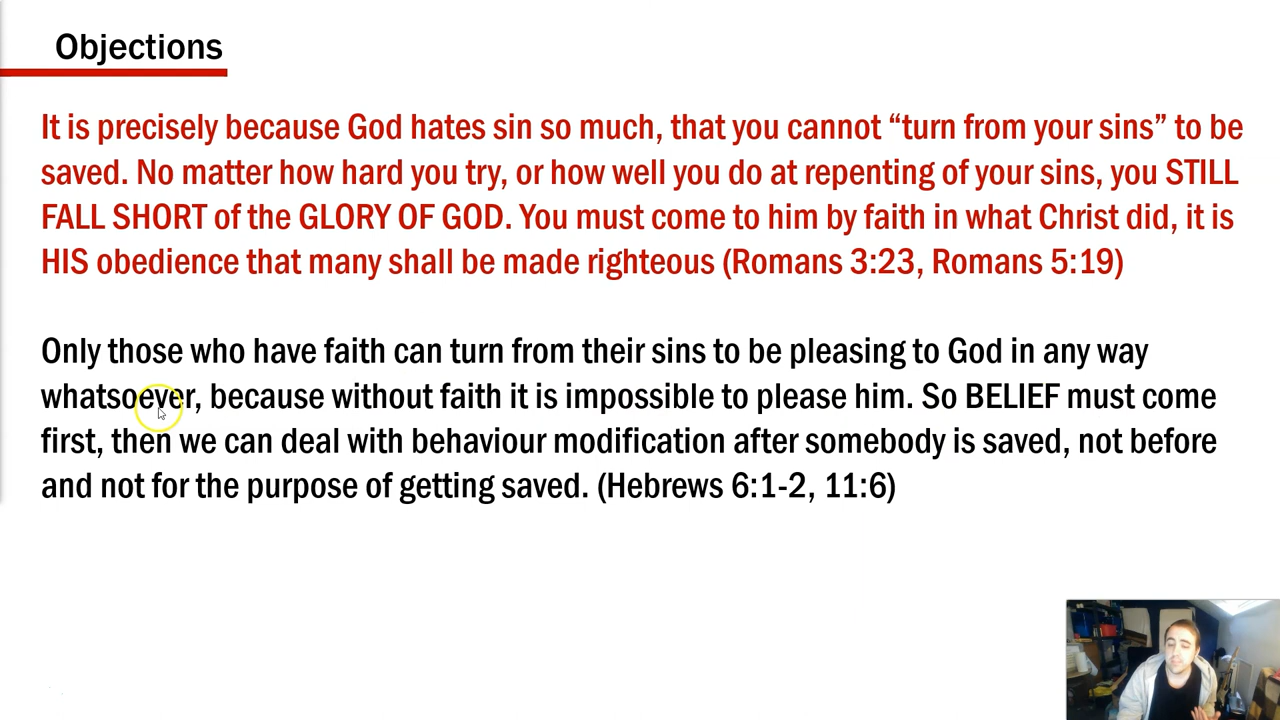 Objections
It is precisely because God hates sin so much, that you cannot “turn from your sins” to be
saved. No matter how hard you try, or how well you do at repenting of your sins, you STILL
FALL SHORT of the GLORY OF GOD. You must come to him by faith in what Christ did, it is
HIS obedience that many shall be made righteous (Romans 3:23, Romans 5:19)
Only those who have faith can turn from their sins to be pleasing to God in any way
whatsoever, because without faith it is impossible to please him. So BELIEF must come
first, then we can deal with behaviour modification after somebody is saved, not before
and not for the purpose of getting saved. (Hebrews 6:1-2, 11:6)